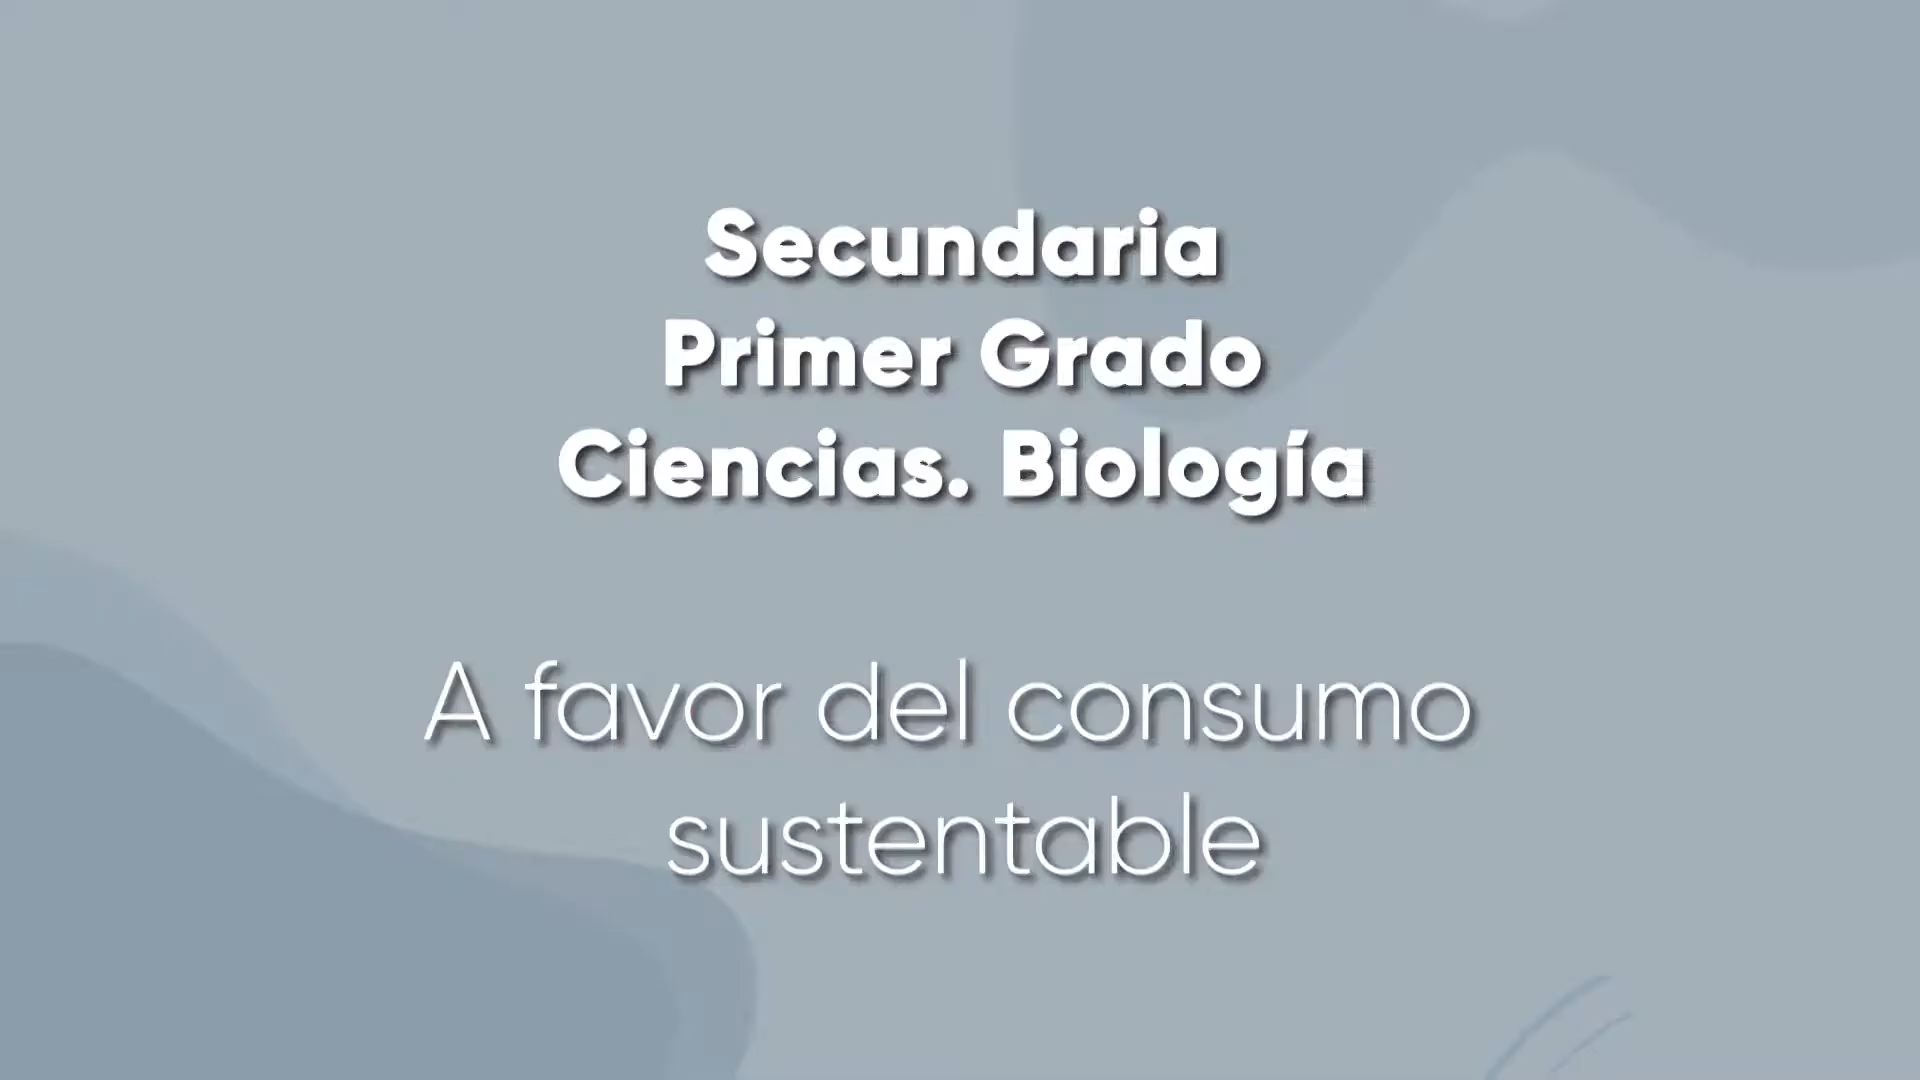 Secundaria
Primer Grado
Ciencias. Biología
A favor del consumo
sustentable